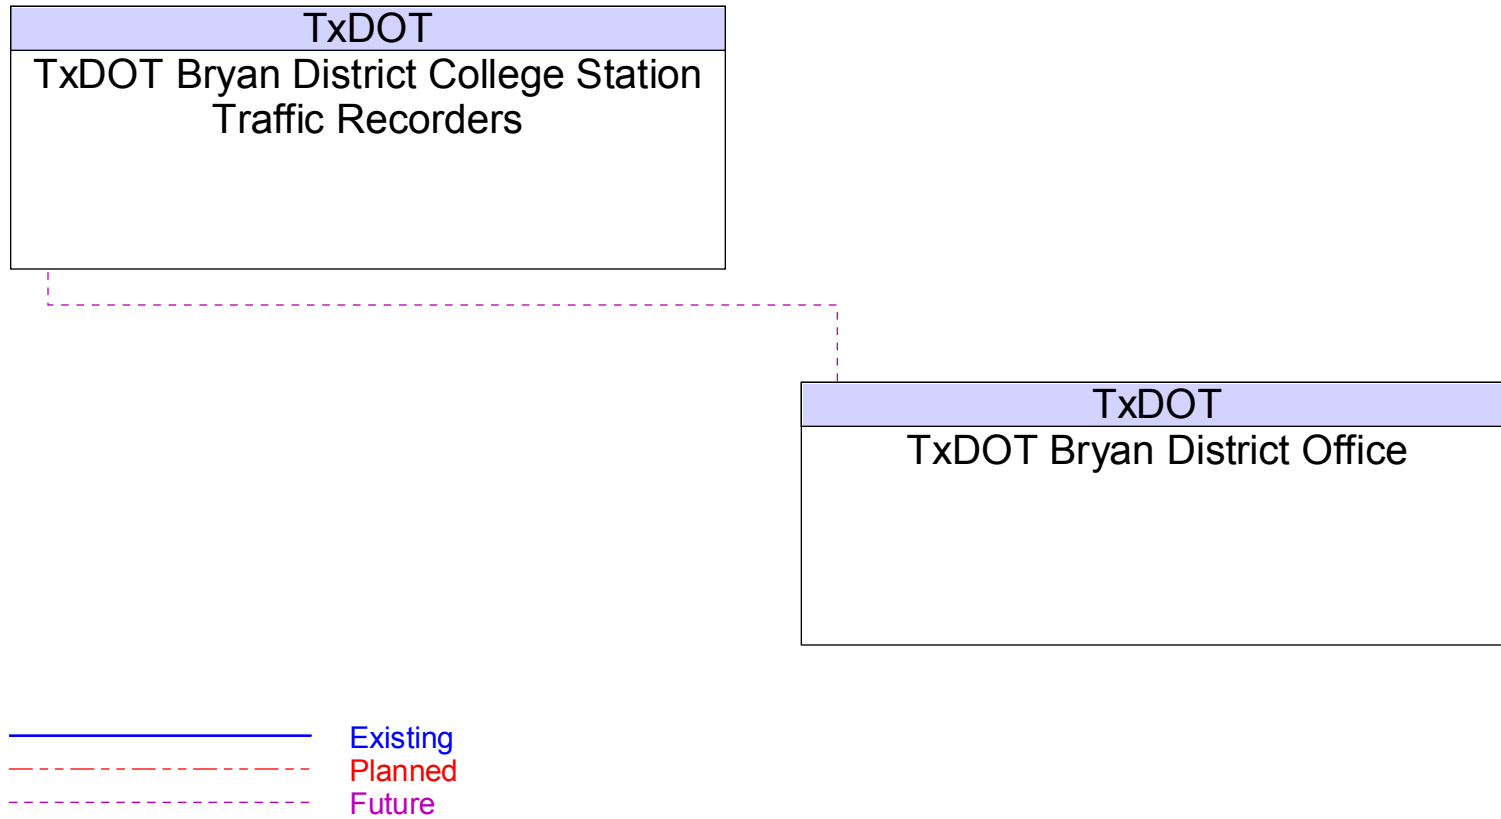 TxDOT
TxDOT Bryan District College Station
Traffic Recorders
TxDOT
TxDOT Bryan District Office
Existing
Planned
Future